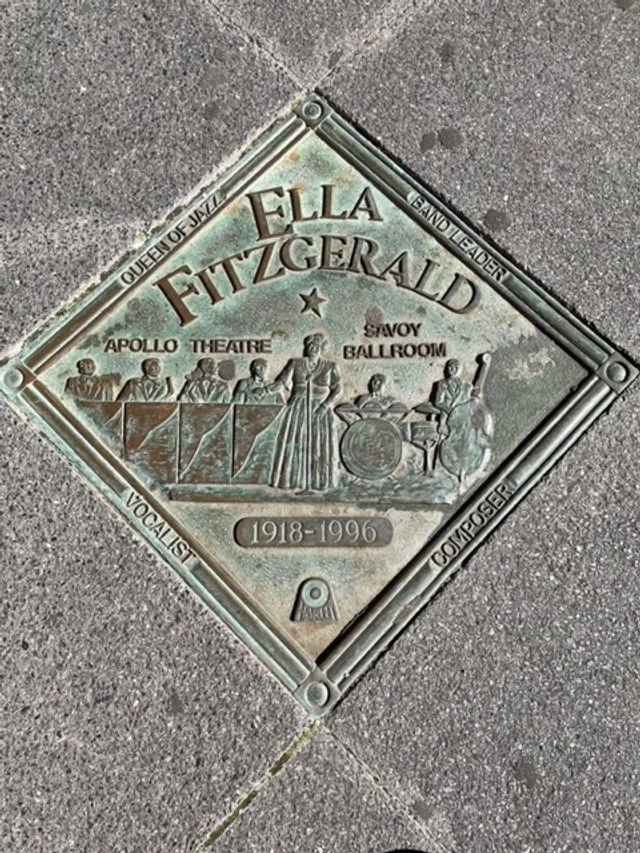 QUEEN OF JAZZ
BAND LEADER
ELLA
FITZGERALD
APOLLO THEATRE
SAVOY
BALLROOM
1918-1996
VOCALIST
COMPOSER